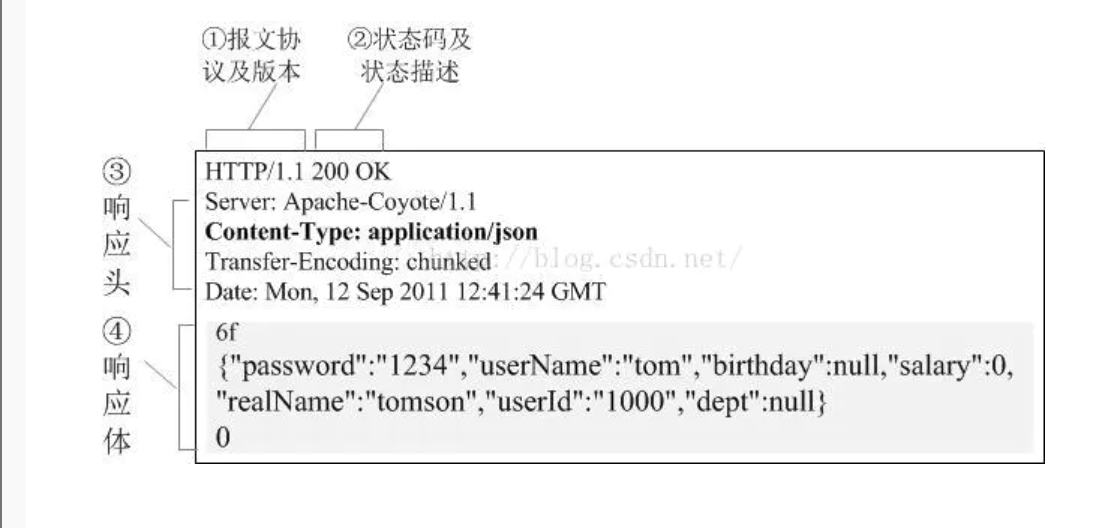 ①报文协
议及版本
②状态码及
状态描述
HTTP/1.1 200 OK
③
响
应
头
Server: Apache-Coyote/1.1
Content-Type: application/json
Transfer-Encoding: chunked
Date: Mon, 12 Sep 2011 12:41:24 GMT
http://blog.csdn.net/
④
响
应
体
6f
{"password":"1234","userName":"tom","birthday":null,"salary":0,
"realName":"tomson","userId":"1000","dept":null}
0